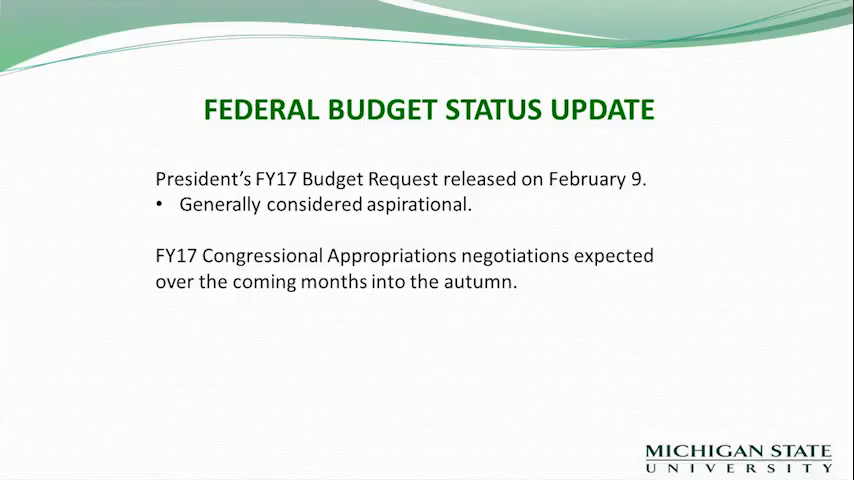 FEDERAL BUDGET STATUS UPDATE
President’s FY17 Budget Request released on February 9.
• Generally considered aspirational.
FY17 Congressional Appropriations negotiations expected
over the coming months into the autumn.
MICHIGAN STATE
UNIVERSITY